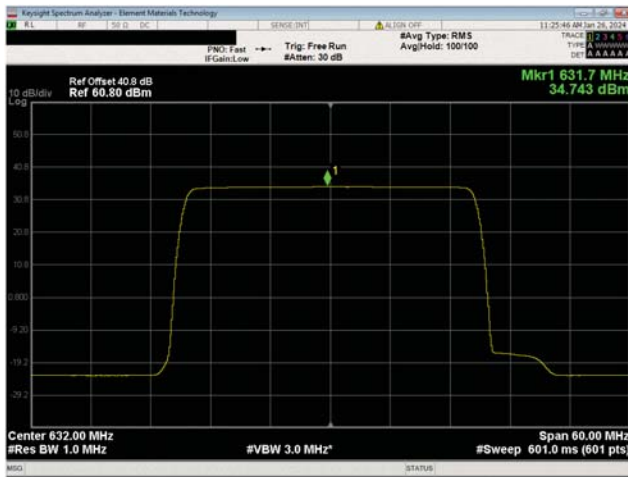 Keysight Spectrum Analyzer - Element Materials Technology
RL RF 50 Ω DC SENSE:INT ALIGN OFF 11:25:46 AM Jan 26, 2024
PNO: Fast Trig: Free Run #Avg Type: RMS TRACE 1 2 3 4 5
IFGain:Low #Atten: 30 dB Avg|Hold: 100/100 TYPE A WWWWW
DET A A A A A A
Mkr1 631.7 MHz
34.743 dBm
Ref Offset 40.8 dB
10 dB/div Ref 60.80 dBm
Log
50.8
40.8
1
30.8
20.8
10.8
0.800
-9.20
-19.2
-29.2
Center 632.00 MHz Span 60.00 MHz
#Res BW 1.0 MHz #VBW 3.0 MHz* #Sweep 601.0 ms (601 pts)
MSG STATUS